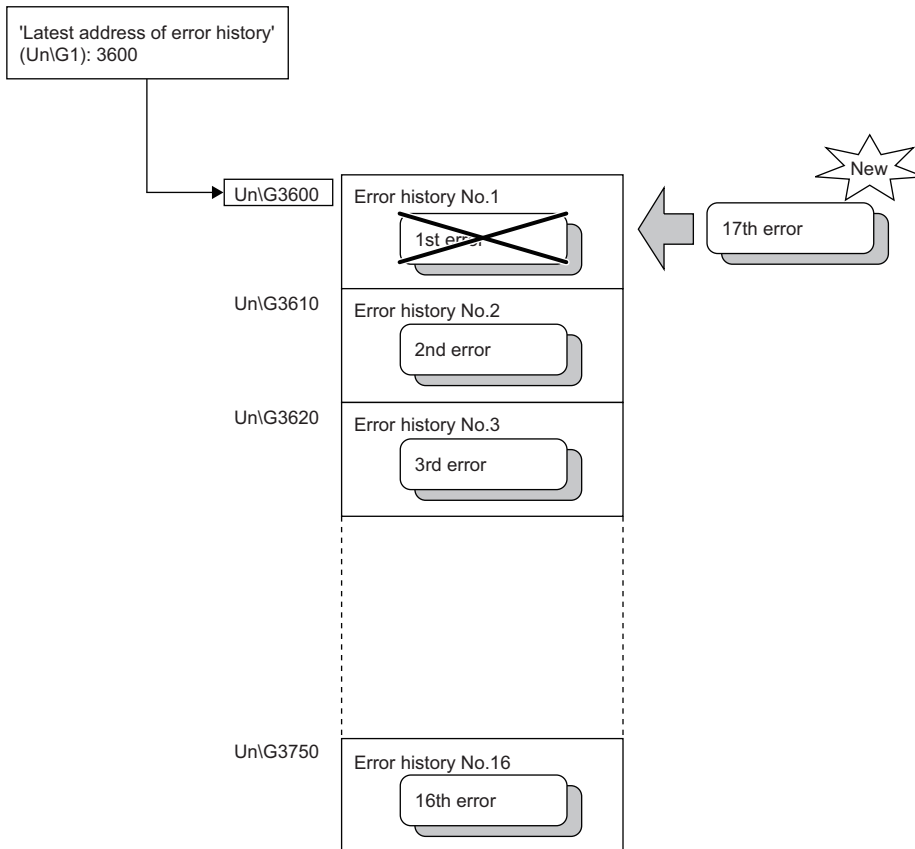 'Latest address of error history'
(Un\G1): 3600
New
Un\G3600
Error history No.1
1st error
17th error
Un\G3610
Error history No.2
2nd error
Un\G3620
Error history No.3
3rd error
Un\G3750
Error history No.16
16th error